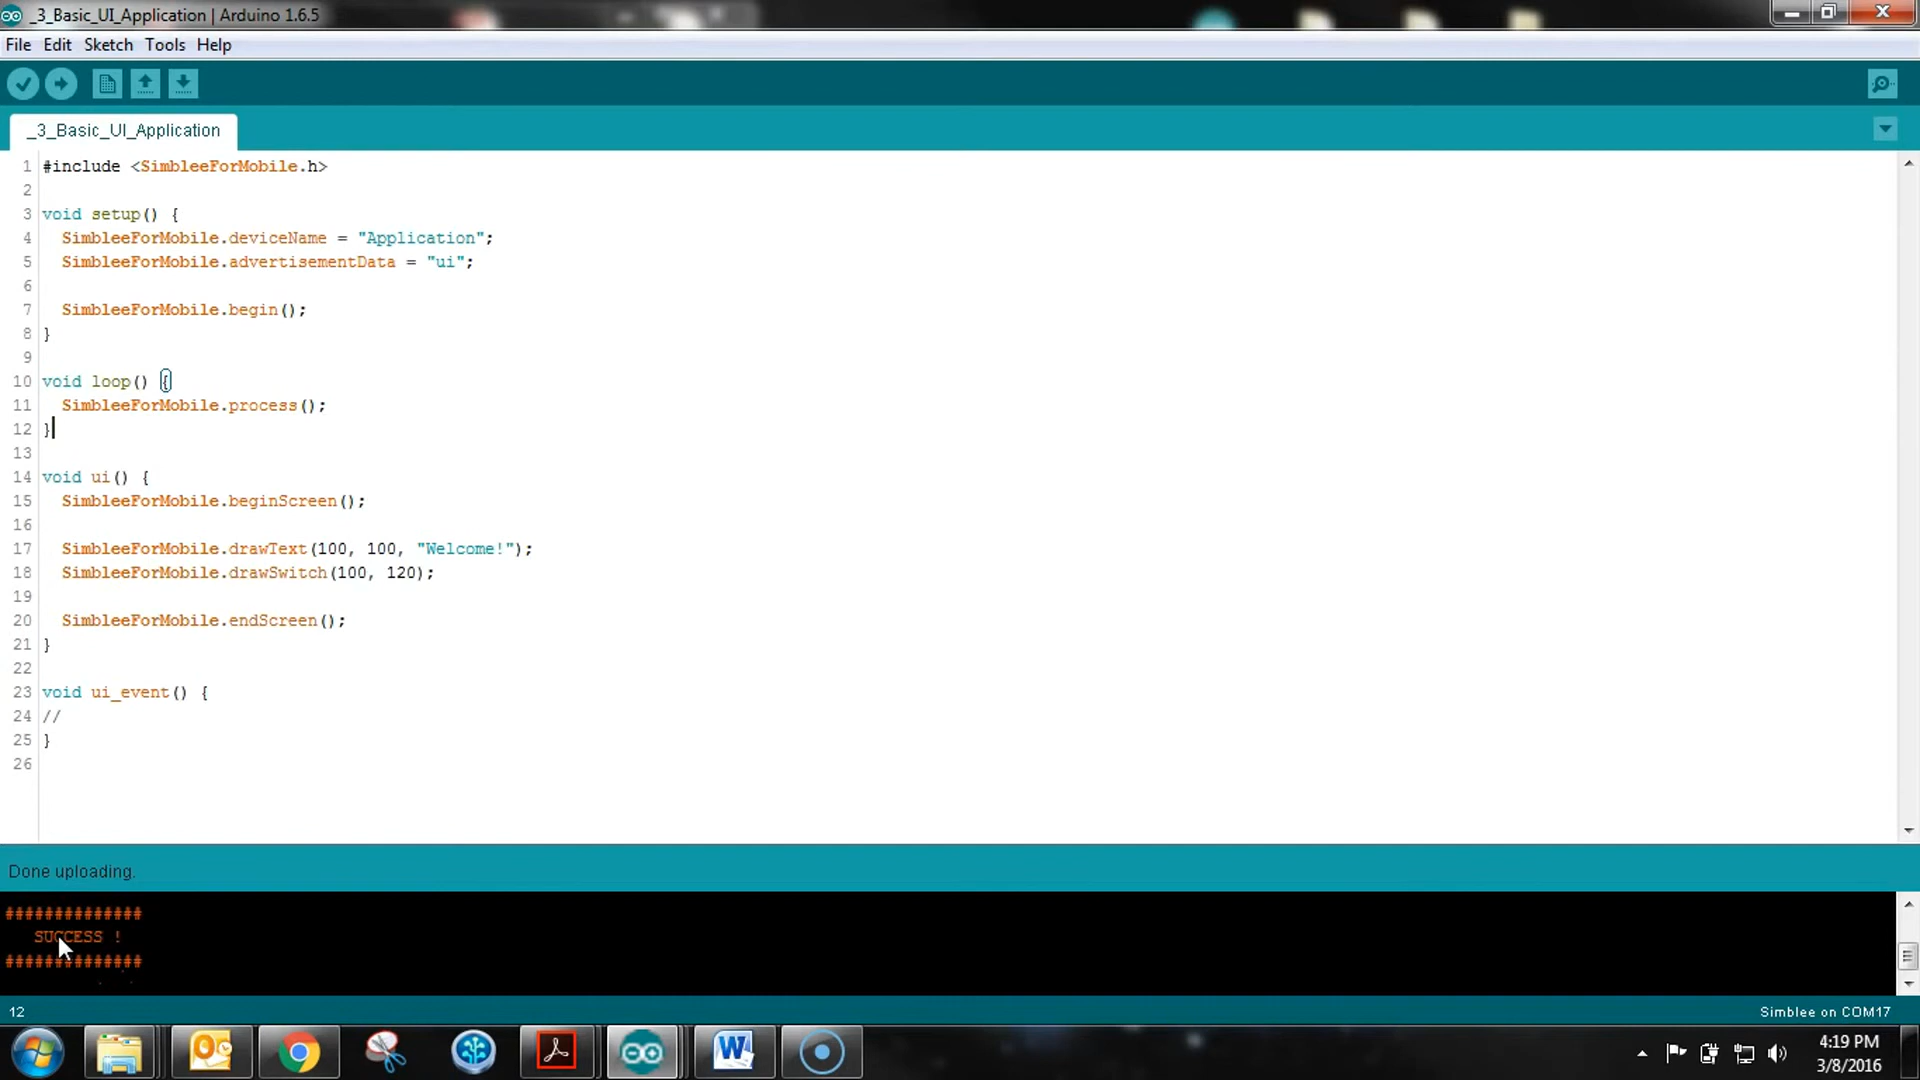 _3_Basic_UI_Application | Arduino 1.6.5
File Edit Sketch Tools Help
_3_Basic_UI_Application
1 #include <SimbleeForMobile.h>
2
3 void setup() {
4 SimbleeForMobile.deviceName = "Application";
5 SimbleeForMobile.advertisementData = "ui";
6
7 SimbleeForMobile.begin();
8 }
9
10 void loop() {
11 SimbleeForMobile.process();
12 }
13
14 void ui() {
15 SimbleeForMobile.beginScreen();
16
17 SimbleeForMobile.drawText(100, 100, "Welcome!");
18 SimbleeForMobile.drawSwitch(100, 120);
19
20 SimbleeForMobile.endScreen();
21 }
22
23 void ui_event() {
24 //
25 }
26
Done uploading.
##############
SUCCESS !
##############
12 Simblee on COM17
4:19 PM
3/8/2016